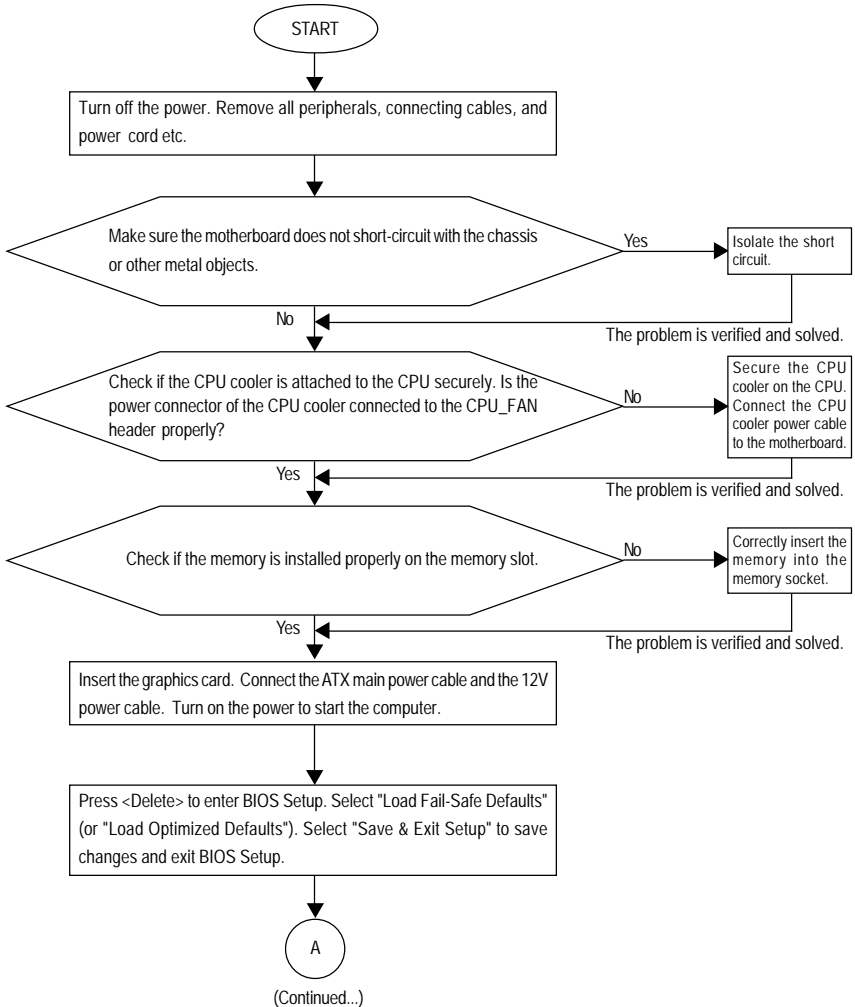 START
Turn off the power. Remove all peripherals, connecting cables, and
power cord etc.
Make sure the motherboard does not short-circuit with the chassis
or other metal objects.
Yes
Isolate the short
circuit.
No
The problem is verified and solved.
Check if the CPU cooler is attached to the CPU securely. Is the
power connector of the CPU cooler connected to the CPU_FAN
header properly?
No
Secure the CPU
cooler on the CPU.
Connect the CPU
cooler power cable
to the motherboard.
Yes
The problem is verified and solved.
Check if the memory is installed properly on the memory slot.
No
Correctly insert the
memory into the
memory socket.
Yes
The problem is verified and solved.
Insert the graphics card. Connect the ATX main power cable and the 12V
power cable. Turn on the power to start the computer.
Press <Delete> to enter BIOS Setup. Select "Load Fail-Safe Defaults"
(or "Load Optimized Defaults"). Select "Save & Exit Setup" to save
changes and exit BIOS Setup.
A
(Continued...)